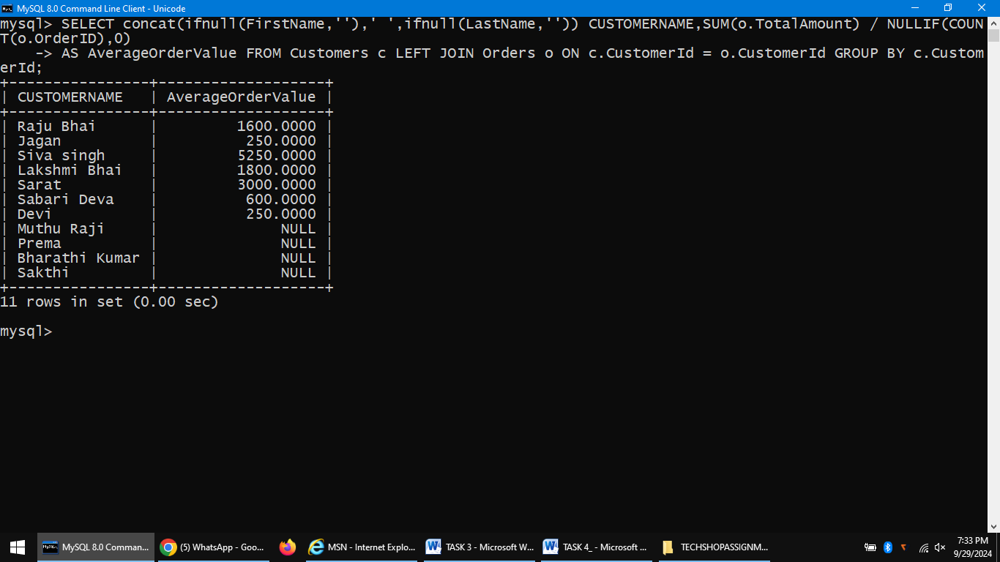 MySQL 8.0 Command Line Client - Unicode
mysql> SELECT concat(ifnull(FirstName,''),' ',ifnull(LastName,'')) CUSTOMERNAME,SUM(o.TotalAmount) / NULLIF(COUN
T(o.OrderID),0)
    -> AS AverageOrderValue FROM Customers c LEFT JOIN Orders o ON c.CustomerId = o.CustomerId GROUP BY c.Custom
erId;
+----------------+-------------------+
| CUSTOMERNAME   | AverageOrderValue |
+----------------+-------------------+
| Raju Bhai      |         1600.0000 |
| Jagan          |          250.0000 |
| Siva singh     |         5250.0000 |
| Lakshmi Bhai   |         1800.0000 |
| Sarat          |         3000.0000 |
| Sabari Deva    |          600.0000 |
| Devi           |          250.0000 |
| Muthu Raji     |              NULL |
| Prema          |              NULL |
| Bharathi Kumar |              NULL |
| Sakthi         |              NULL |
+----------------+-------------------+
11 rows in set (0.00 sec)
mysql>
MySQL 8.0 Comman... (5) WhatsApp - Goo... MSN - Internet Explo... TASK 3 - Microsoft W... TASK 4_ - Microsoft ... TECHSHOPASSIGNM...
7:33 PM
9/29/2024